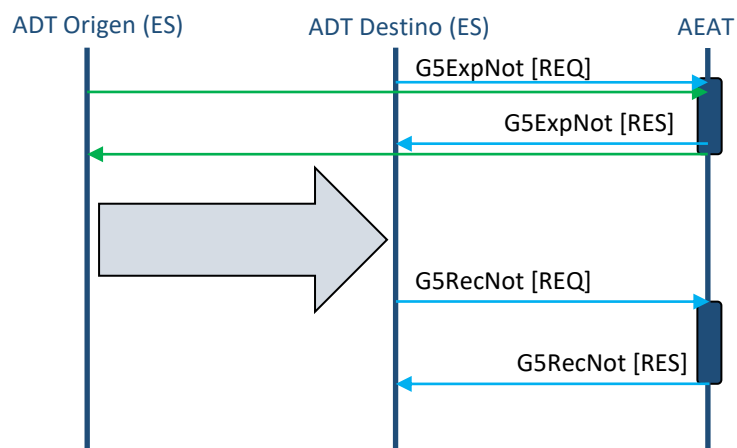 ADT Origen (ES)
ADT Destino (ES)
AEAT
G5ExpNot [REQ]
G5ExpNot [RES]
G5RecNot [REQ]
G5RecNot [RES]